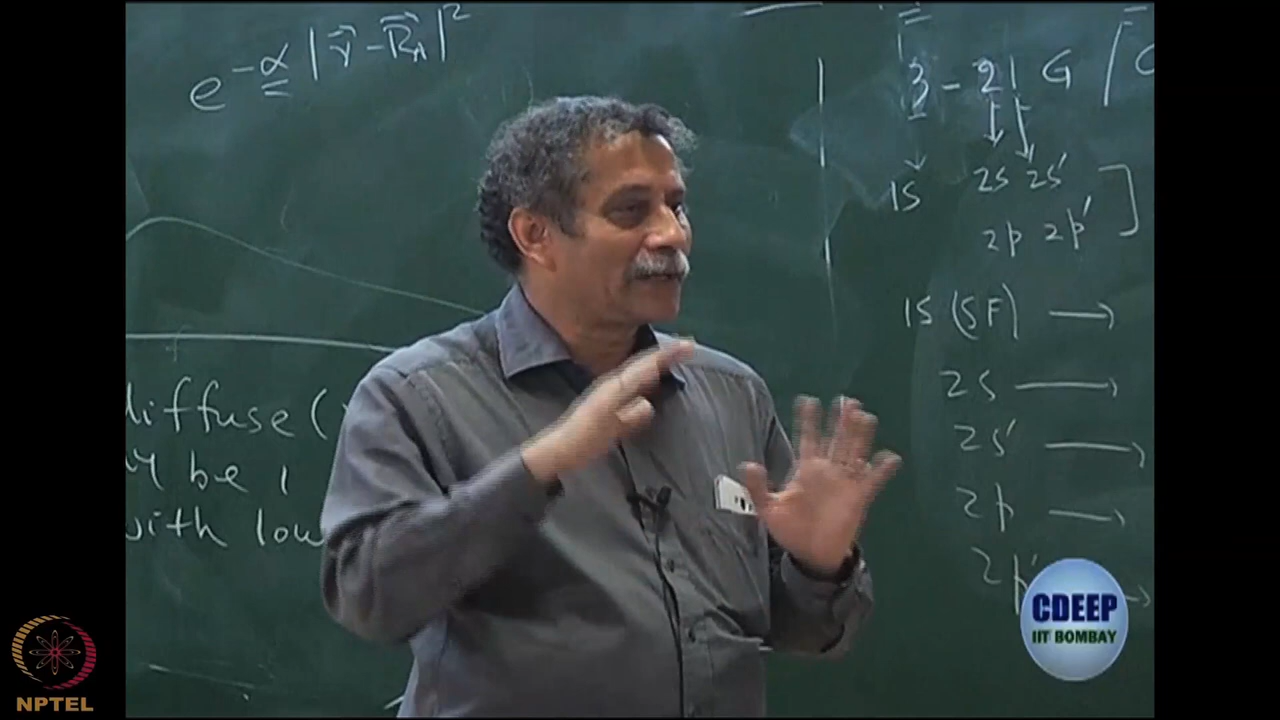 e^{-α|r⃗ - R⃗_A|²}
diffuse (
be
with low
3 - 21 G / 
1S 2S 2S'
2p 2p'
1S (SF) →
2S →
2S' →
2p →
2p' →
CDEEP
IIT BOMBAY
NPTEL